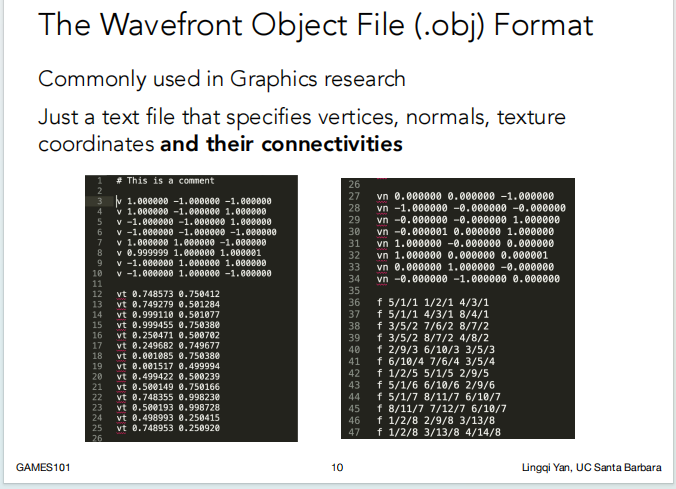 The Wavefront Object File (.obj) Format
Commonly used in Graphics research
Just a text file that specifies vertices, normals, texture
coordinates and their connectivities
1 # This is a comment
2
3 v 1.000000 -1.000000 -1.000000
4 v 1.000000 -1.000000 1.000000
5 v -1.000000 -1.000000 1.000000
6 v -1.000000 -1.000000 -1.000000
7 v 1.000000 1.000000 -1.000000
8 v 0.999999 1.000000 1.000001
9 v -1.000000 1.000000 1.000000
10 v -1.000000 1.000000 -1.000000
11
12 vt 0.748573 0.750412
13 vt 0.749279 0.501284
14 vt 0.999110 0.501077
15 vt 0.999455 0.750380
16 vt 0.250471 0.500702
17 vt 0.249682 0.749677
18 vt 0.001085 0.750380
19 vt 0.001517 0.499994
20 vt 0.499422 0.500239
21 vt 0.500149 0.750166
22 vt 0.748355 0.998230
23 vt 0.500193 0.998728
24 vt 0.498993 0.250415
25 vt 0.748953 0.250920
26
26
27 vn 0.000000 0.000000 -1.000000
28 vn -1.000000 -0.000000 -0.000000
29 vn -0.000000 -0.000000 1.000000
30 vn -0.000001 0.000000 1.000000
31 vn 1.000000 -0.000000 0.000000
32 vn 1.000000 0.000000 0.000001
33 vn 0.000000 1.000000 -0.000000
34 vn -0.000000 -1.000000 0.000000
35
36 f 5/1/1 1/2/1 4/3/1
37 f 5/1/1 4/3/1 8/4/1
38 f 3/5/2 7/6/2 8/7/2
39 f 3/5/2 8/7/2 4/8/2
40 f 2/9/3 6/10/3 3/5/3
41 f 6/10/4 7/6/4 3/5/4
42 f 1/2/5 5/1/5 2/9/5
43 f 5/1/6 6/10/6 2/9/6
44 f 5/1/7 8/11/7 6/10/7
45 f 8/11/7 7/12/7 6/10/7
46 f 1/2/8 2/9/8 3/13/8
47 f 1/2/8 3/13/8 4/14/8
GAMES101
10
Lingqi Yan, UC Santa Barbara